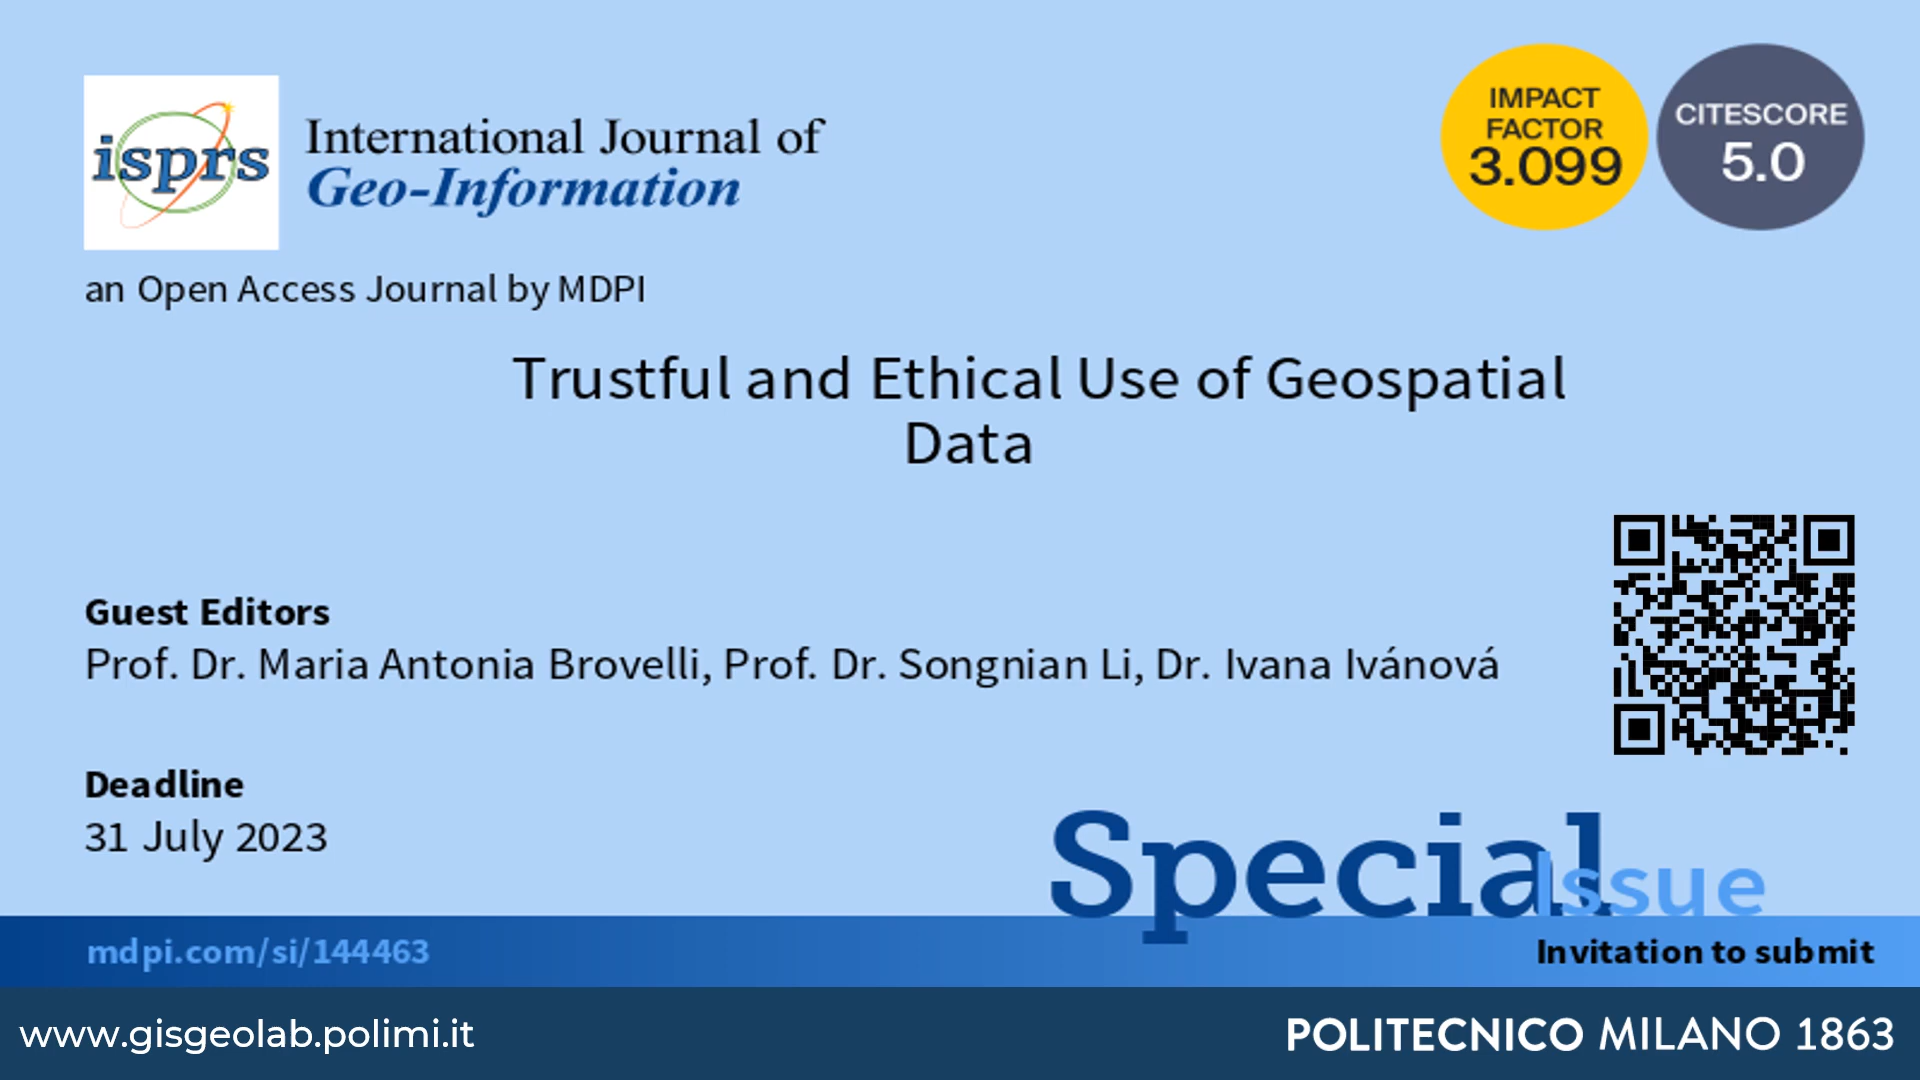 isprs
International Journal of
Geo-Information
IMPACT
FACTOR
3.099
CITESCORE
5.0
an Open Access Journal by MDPI
Trustful and Ethical Use of Geospatial
Data
Guest Editors
Prof. Dr. Maria Antonia Brovelli, Prof. Dr. Songnian Li, Dr. Ivana Ivánová
Deadline
31 July 2023
Special
Issue
mdpi.com/si/144463
Invitation to submit
www.gisgeolab.polimi.it
POLITECNICO MILANO 1863